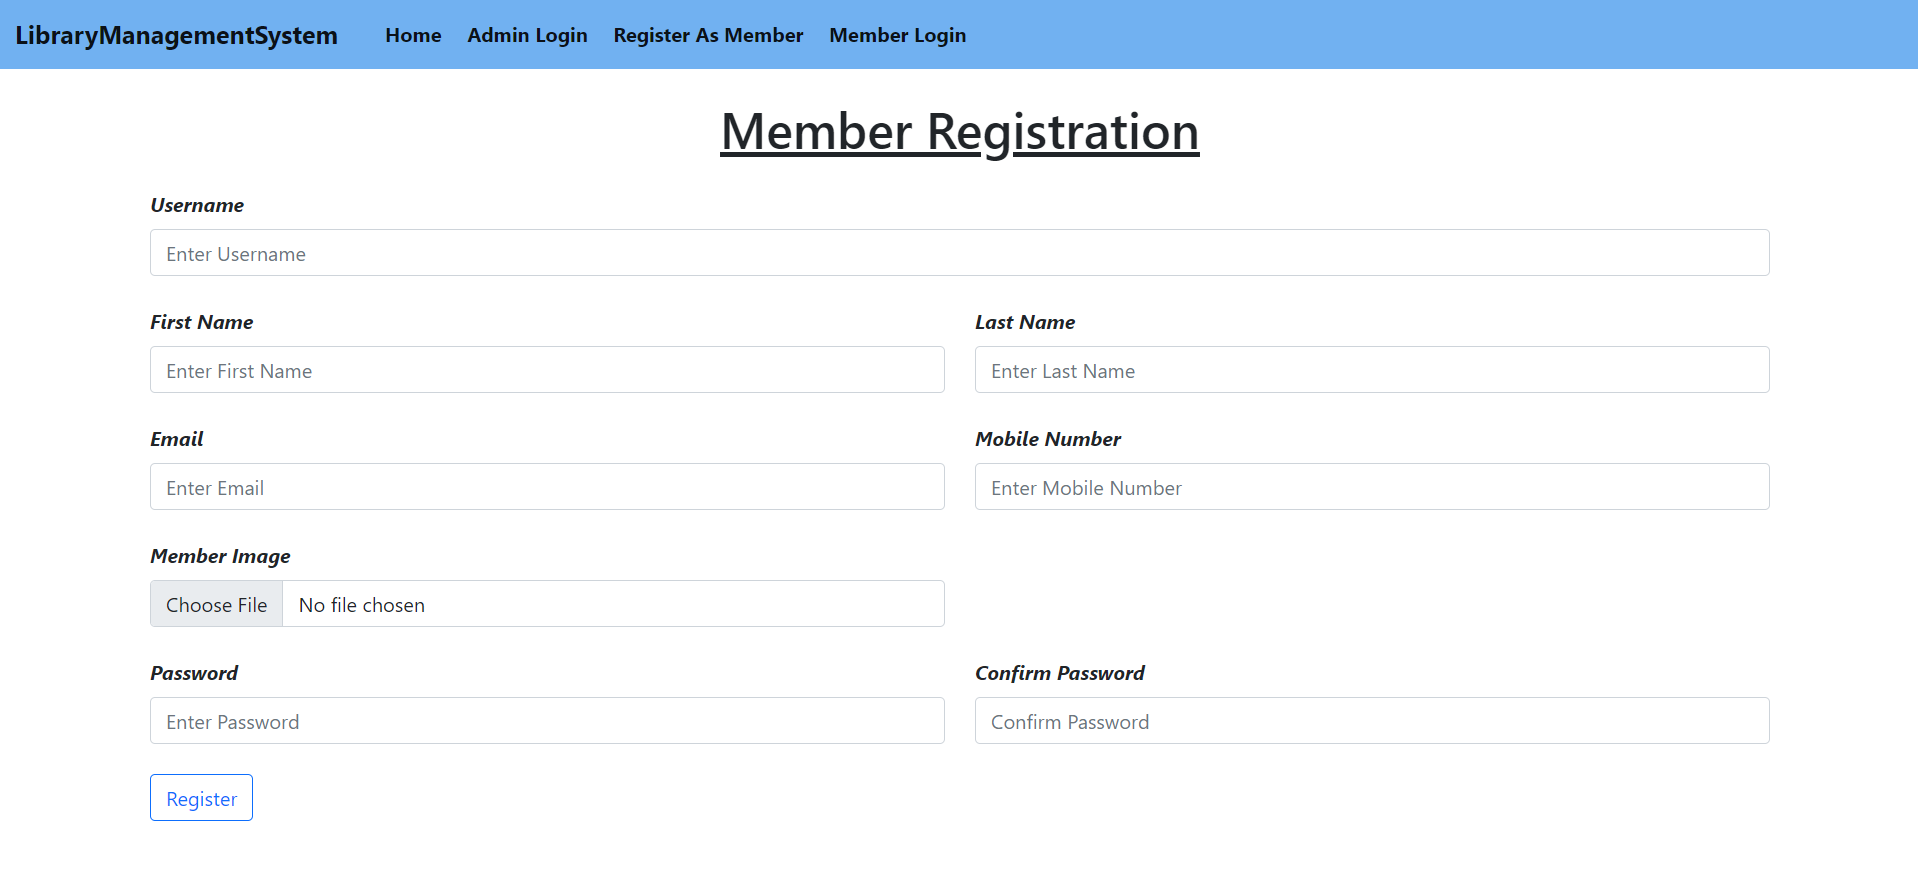 LibraryManagementSystem Home Admin Login Register As Member Member Login
Member Registration
Username
Enter Username
First Name Last Name
Enter First Name Enter Last Name
Email Mobile Number
Enter Email Enter Mobile Number
Member Image
Choose File No file chosen
Password Confirm Password
Enter Password Confirm Password
Register